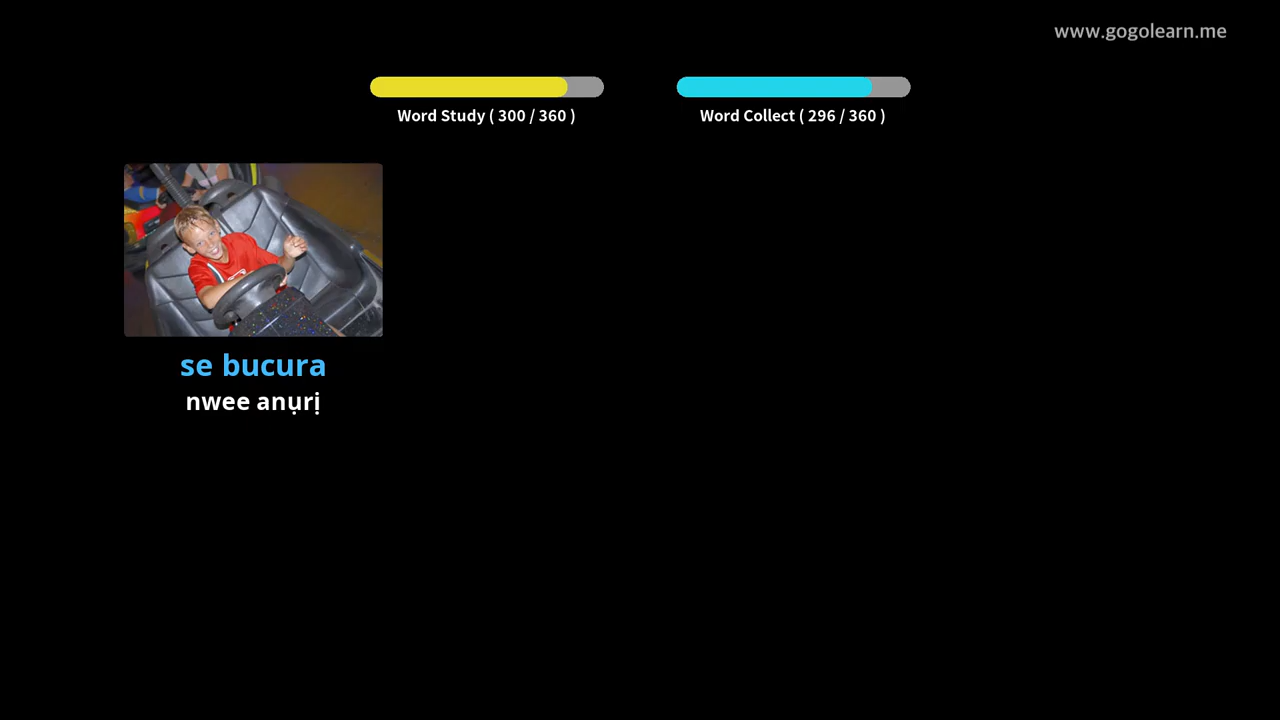 www.gogolearn.me
Word Study ( 300 / 360 )
Word Collect ( 296 / 360 )
se bucura
nwee anụrị